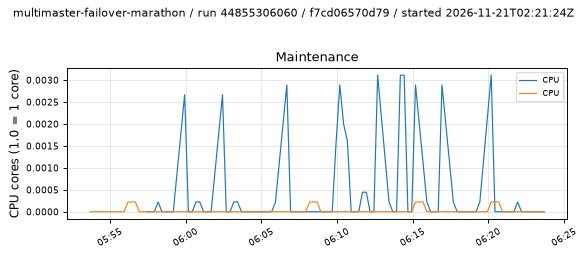 multimaster-failover-marathon / run 44855306060 / f7cd06570d79 / started 2026-11-21T02:21:24Z
Maintenance
CPU cores (1.0 = 1 core)
0.0030
0.0025
0.0020
0.0015
0.0010
0.0005
0.0000
CPU
CPU
05:55
06:00
06:05
06:10
06:15
06:20
06:25